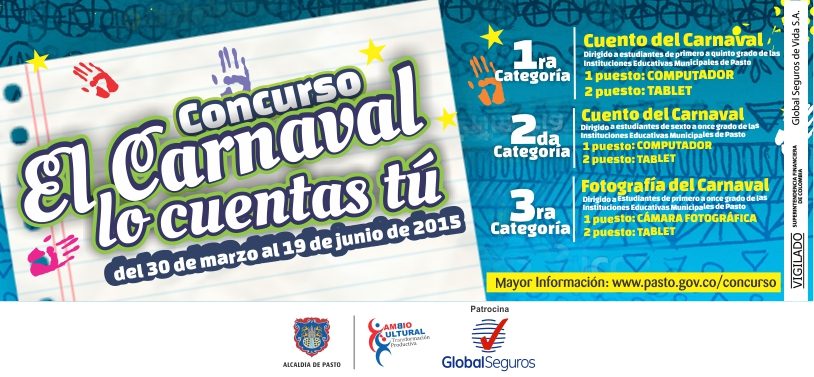 Concurso
El Carnaval
lo cuentas tú
del 30 de marzo al 19 de junio de 2015
1ra
Categoría
Cuento del Carnaval
Dirigido a estudiantes de primero a quinto grado de las
Instituciones Educativas Municipales de Pasto
1 puesto: COMPUTADOR
2 puesto: TABLET
2da
Categoría
Cuento del Carnaval
Dirigido a estudiantes de sexto a once grado de las
Instituciones Educativas Municipales de Pasto
1 puesto: COMPUTADOR
2 puesto: TABLET
3ra
Categoría
Fotografía del Carnaval
Dirigido a Estudiantes de primero a once grado de las
Instituciones Educativas Municipales de Pasto
1 puesto: CÁMARA FOTOGRÁFICA
2 puesto: TABLET
Mayor Información: www.pasto.gov.co/concurso
Global Seguros de Vida S.A.
SUPERINTENDENCIA FINANCIERA
DE COLOMBIA
VIGILADO
ALCALDIA DE PASTO
CAMBIO
CULTURAL
Transformación
Productiva
Patrocina
GlobalSeguros